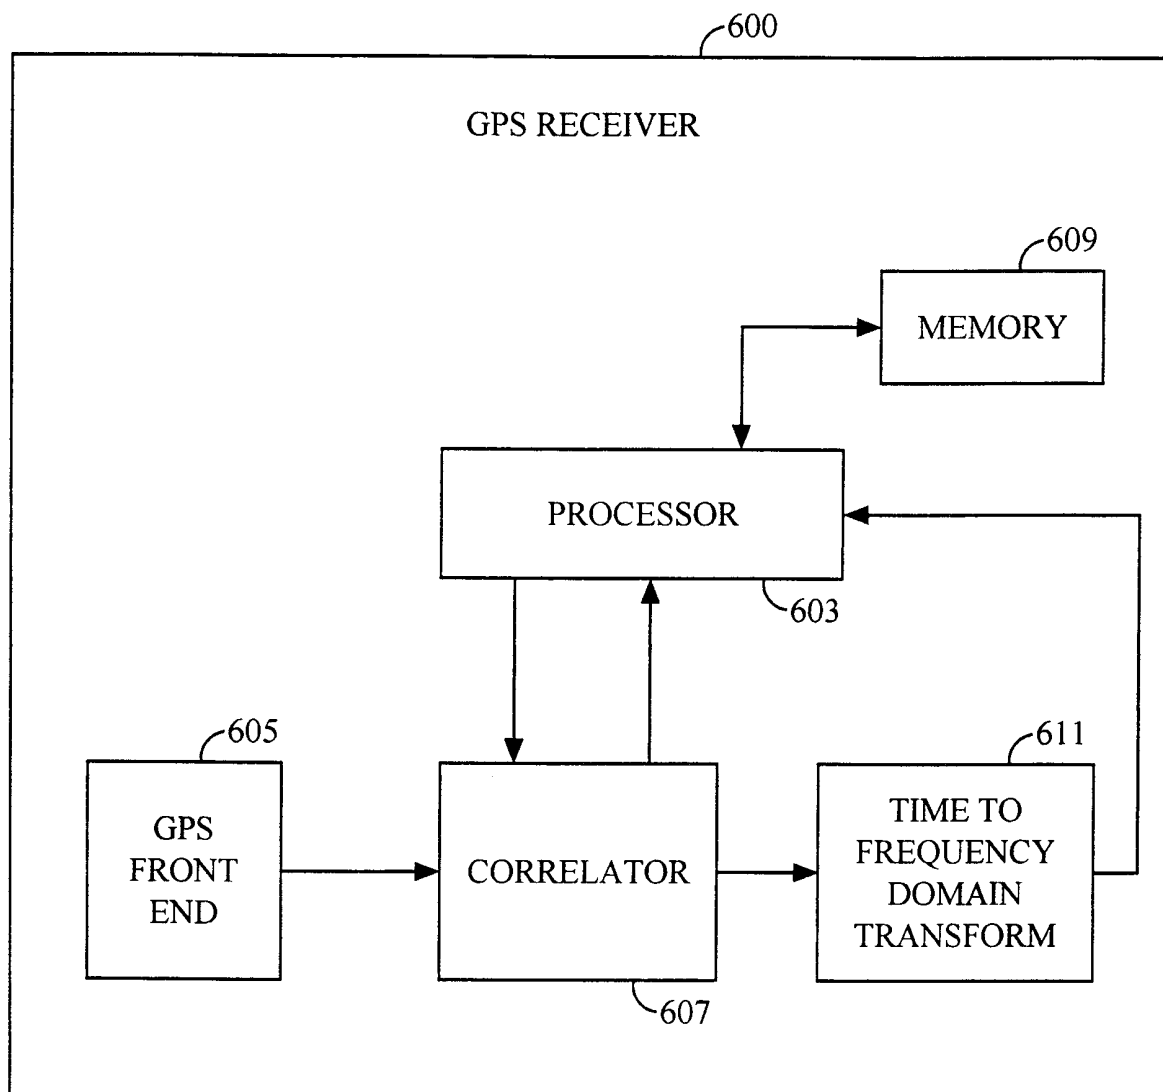 600
GPS RECEIVER
609
MEMORY
PROCESSOR
603
605
611
GPS
FRONT
END
CORRELATOR
TIME TO
FREQUENCY
DOMAIN
TRANSFORM
607